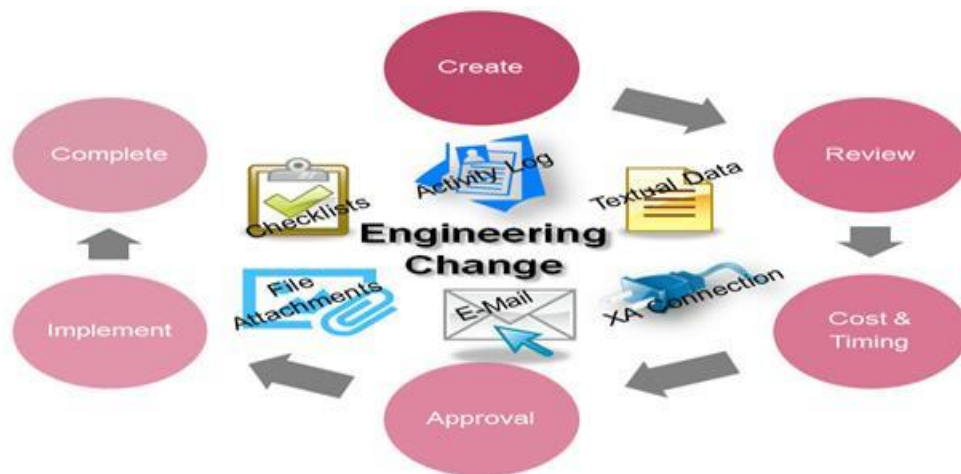 Create
Complete
Review
Activity Log
Checklists
Textual Data
Engineering
Change
File
Attachments
E-Mail
XA Connection
Implement
Cost &
Timing
Approval